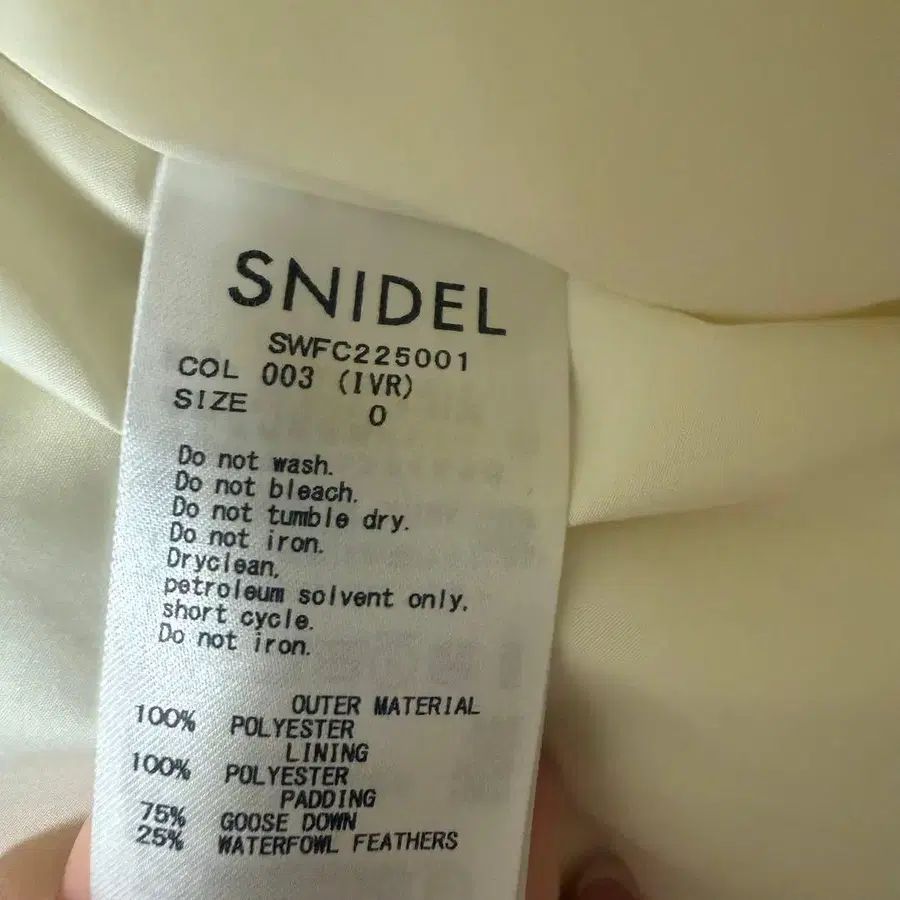 SNIDEL
SWFC225001
COL 003 (IVR)
SIZE 0
Do not wash.
Do not bleach.
Do not tumble dry.
Do not iron.
Dryclean,
petroleum solvent only,
short cycle.
Do not iron.
OUTER MATERIAL
100% POLYESTER
LINING
100% POLYESTER
PADDING
75% GOOSE DOWN
25% WATERFOWL FEATHERS